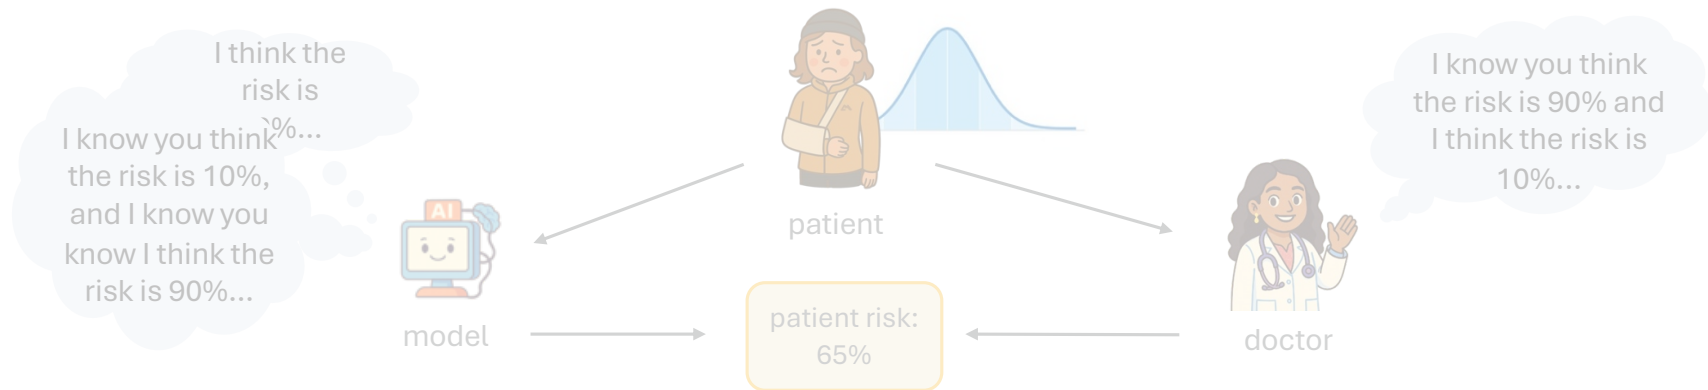 I think the
risk is
%...
I know you think
the risk is 10%,
and I know you
know I think the
risk is 90%...
AI
model
patient
patient risk:
65%
I know you think
the risk is 90% and
I think the risk is
10%...
doctor